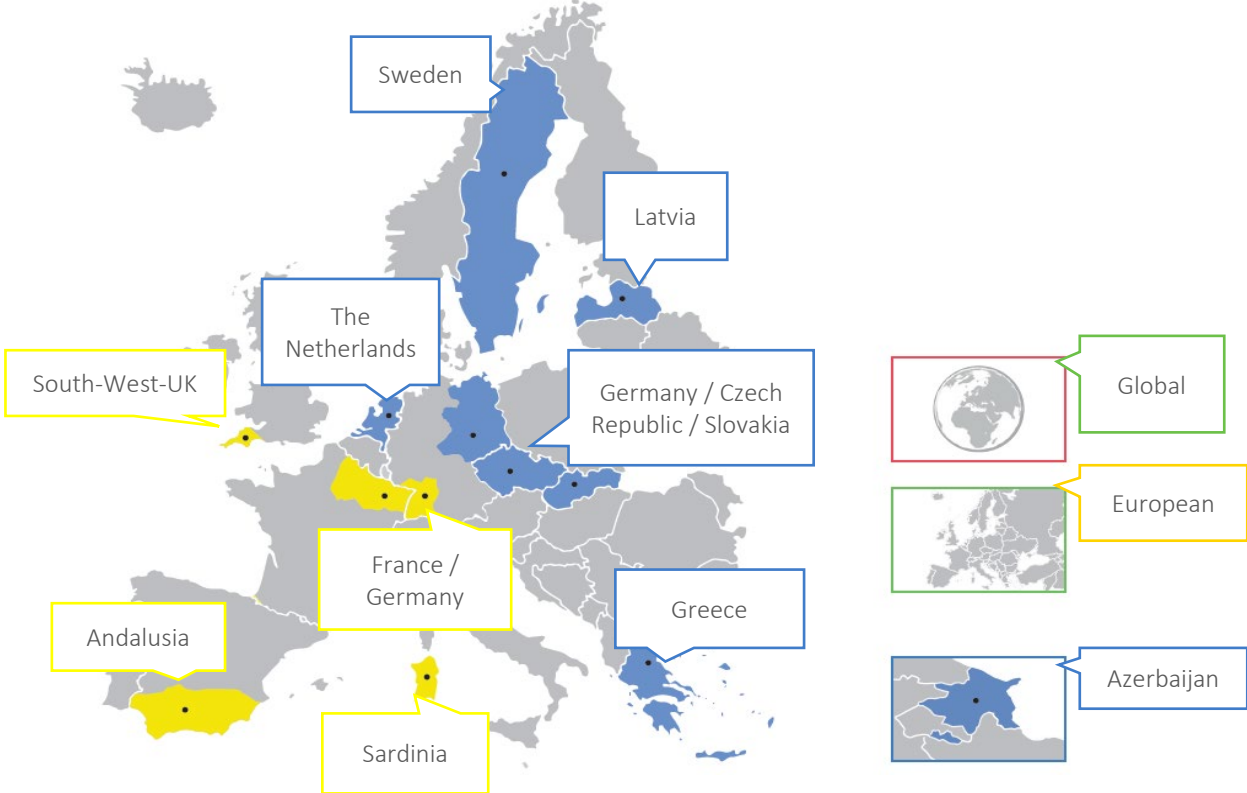 Sweden
Latvia
The
Netherlands
South-West-UK
Germany / Czech
Republic / Slovakia
Global
European
France /
Germany
Greece
Andalusia
Azerbaijan
Sardinia